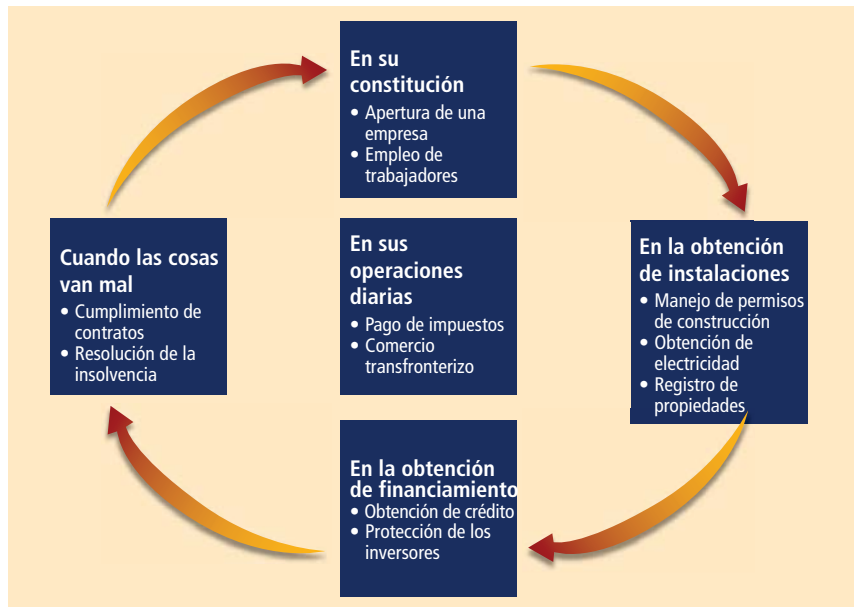 En su
constitución
• Apertura de una
empresa
• Empleo de
trabajadores
En la obtención
de instalaciones
• Manejo de permisos
de construcción
• Obtención de
electricidad
• Registro de
propiedades
En la obtención
de financiamiento
• Obtención de crédito
• Protección de los
inversores
Cuando las cosas
van mal
• Cumplimiento de
contratos
• Resolución de la
insolvencia
En sus
operaciones
diarias
• Pago de impuestos
• Comercio
transfronterizo